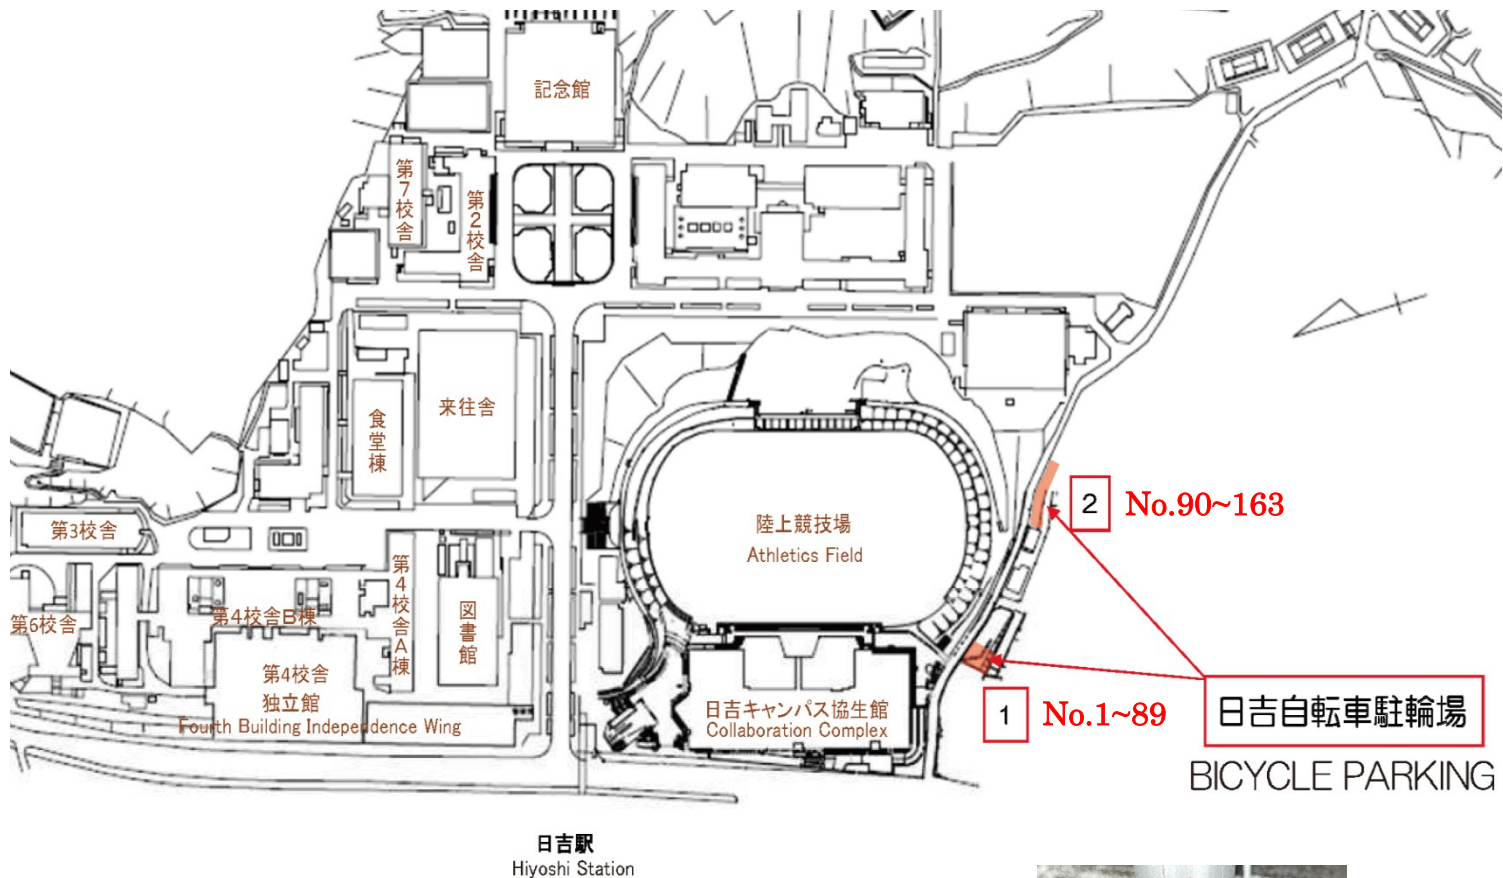 記念館
第7校舎
第2校舎
来往舎
食堂棟
第3校舎
陸上競技場
Athletics Field
2
No.90~163
第4校舎A棟
図書館
第6校舎
第4校舎B棟
第4校舎
独立館
Fourth Building Independence Wing
日吉キャンパス協生館
Collaboration Complex
1
No.1~89
日吉自転車駐輪場
BICYCLE PARKING
日吉駅
Hiyoshi Station